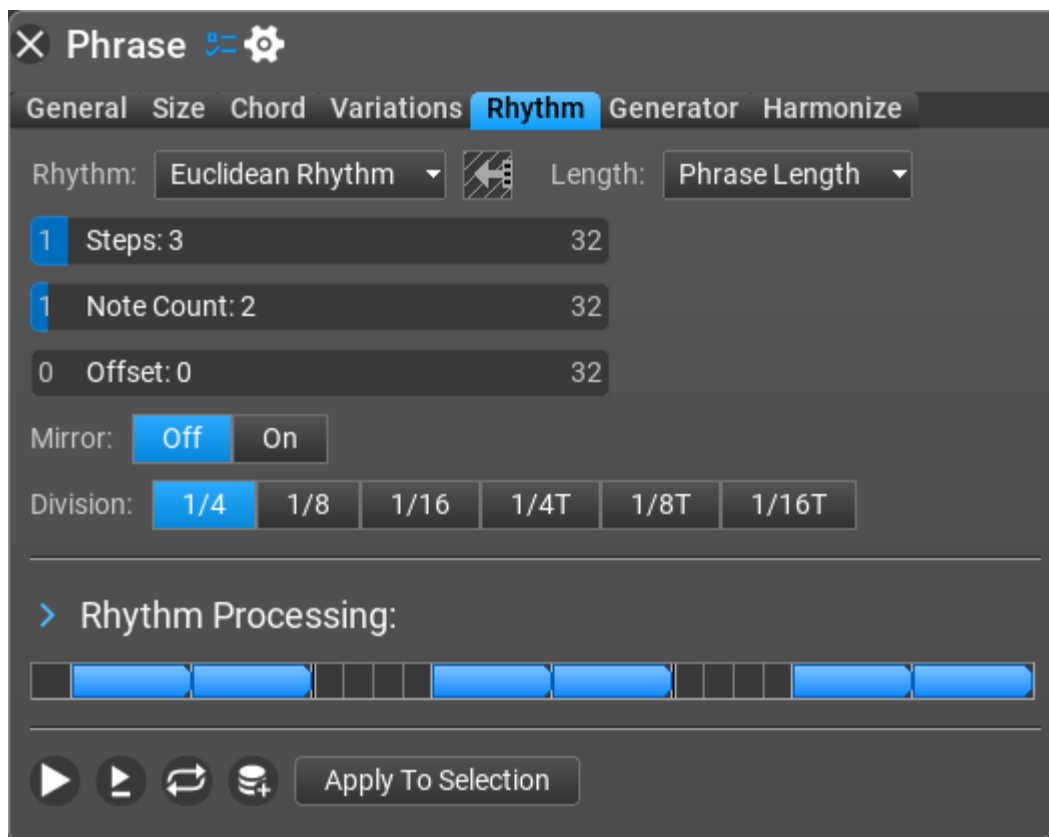 Phrase
General Size Chord Variations Rhythm Generator Harmonize
Rhythm: Euclidean Rhythm Length: Phrase Length
1 Steps: 3 32
1 Note Count: 2 32
0 Offset: 0 32
Mirror: Off On
Division: 1/4 1/8 1/16 1/4T 1/8T 1/16T
Rhythm Processing:
Apply To Selection